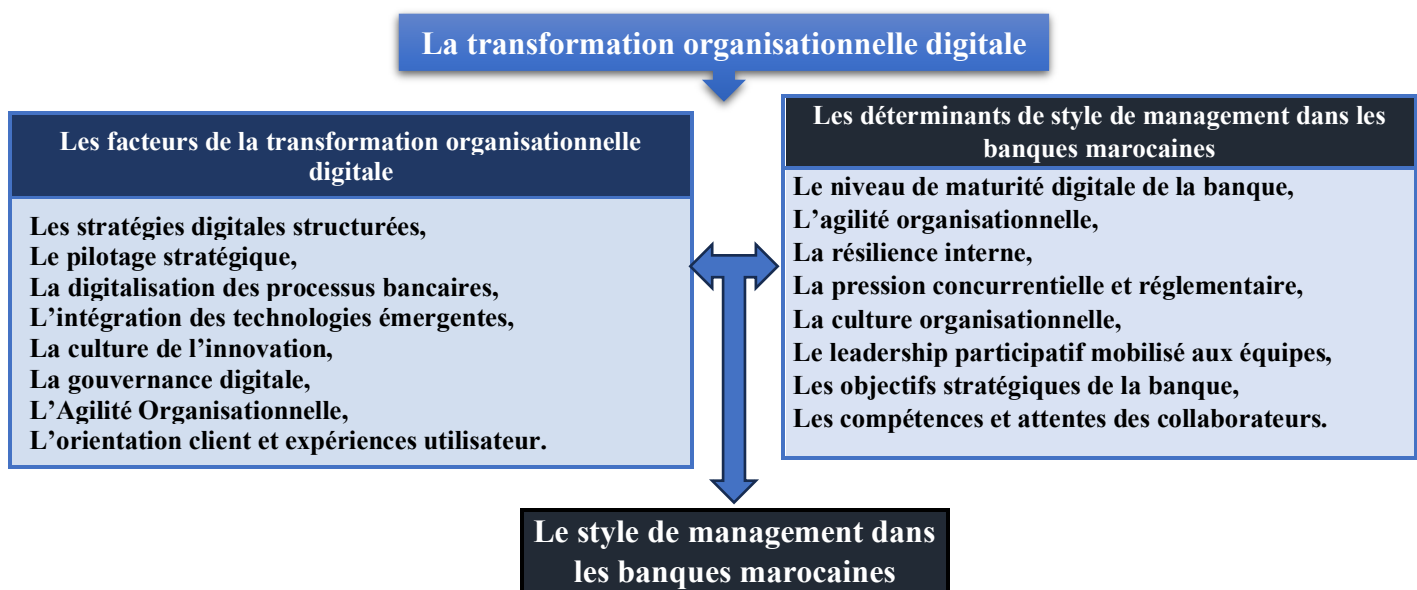 La transformation organisationnelle digitale
Les facteurs de la transformation organisationnelle
digitale
Les stratégies digitales structurées,
Le pilotage stratégique,
La digitalisation des processus bancaires,
L’intégration des technologies émergentes,
La culture de l’innovation,
La gouvernance digitale,
L’Agilité Organisationnelle,
L’orientation client et expériences utilisateur.
Les déterminants de style de management dans les
banques marocaines
Le niveau de maturité digitale de la banque,
L’agilité organisationnelle,
La résilience interne,
La pression concurrentielle et réglementaire,
La culture organisationnelle,
Le leadership participatif mobilisé aux équipes,
Les objectifs stratégiques de la banque,
Les compétences et attentes des collaborateurs.
Le style de management dans
les banques marocaines